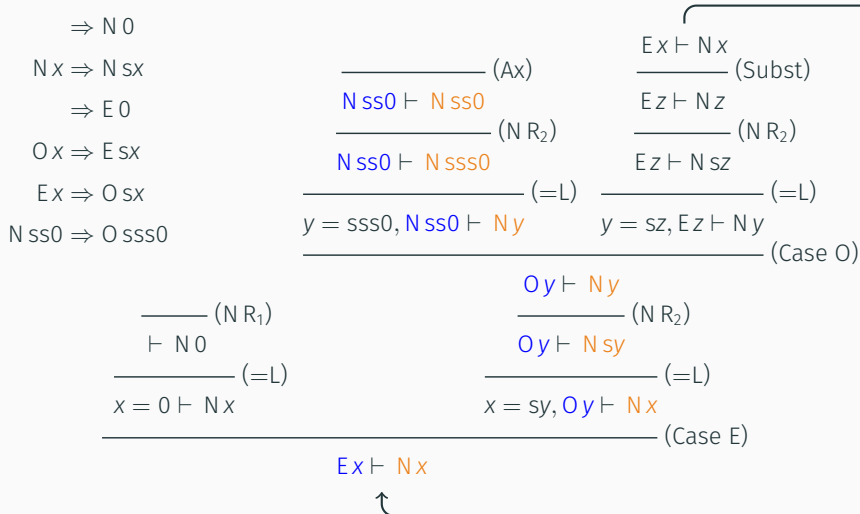 ⇒ N 0
N x ⇒ N sx
⇒ E 0
O x ⇒ E sx
E x ⇒ O sx
N ss0 ⇒ O sss0
E x ⊢ N x
(Ax) (Subst)
N ss0 ⊢ N ss0 E z ⊢ N z
(N R₂) (N R₂)
N ss0 ⊢ N sss0 E z ⊢ N sz
(=L) (=L)
y = sss0, N ss0 ⊢ N y y = sz, E z ⊢ N y
(Case O)
O y ⊢ N y
(N R₁) (N R₂)
⊢ N 0 O y ⊢ N sy
(=L) (=L)
x = 0 ⊢ N x x = sy, O y ⊢ N x
(Case E)
E x ⊢ N x